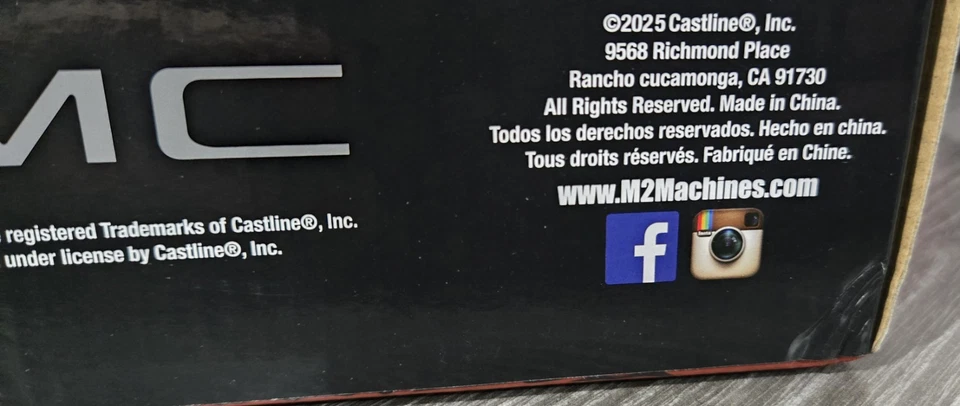 MC
registered Trademarks of Castline®, Inc.
under license by Castline®, Inc.
©2025 Castline®, Inc.
9568 Richmond Place
Rancho cucamonga, CA 91730
All Rights Reserved. Made in China.
Todos los derechos reservados. Hecho en china.
Tous droits réservés. Fabriqué en Chine.
www.M2Machines.com
f